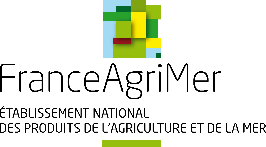 FranceAgriMer
ÉTABLISSEMENT NATIONAL
DES PRODUITS DE L'AGRICULTURE ET DE LA MER